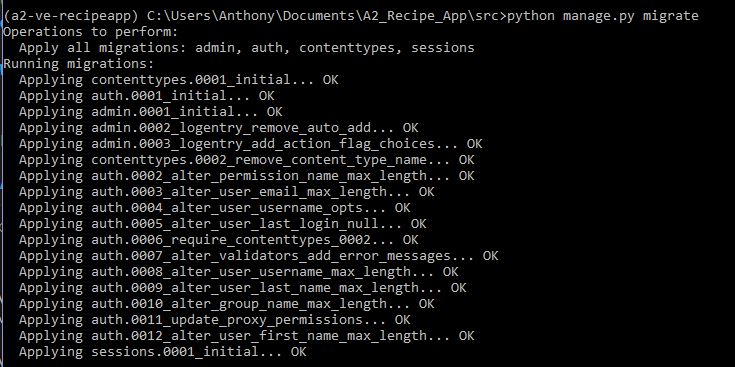 (a2-ve-recipeapp) C:\Users\Anthony\Documents\A2_Recipe_App\src>python manage.py migrate
Operations to perform:
  Apply all migrations: admin, auth, contenttypes, sessions
Running migrations:
  Applying contenttypes.0001_initial... OK
  Applying auth.0001_initial... OK
  Applying admin.0001_initial... OK
  Applying admin.0002_logentry_remove_auto_add... OK
  Applying admin.0003_logentry_add_action_flag_choices... OK
  Applying contenttypes.0002_remove_content_type_name... OK
  Applying auth.0002_alter_permission_name_max_length... OK
  Applying auth.0003_alter_user_email_max_length... OK
  Applying auth.0004_alter_user_username_opts... OK
  Applying auth.0005_alter_user_last_login_null... OK
  Applying auth.0006_require_contenttypes_0002... OK
  Applying auth.0007_alter_validators_add_error_messages... OK
  Applying auth.0008_alter_user_username_max_length... OK
  Applying auth.0009_alter_user_last_name_max_length... OK
  Applying auth.0010_alter_group_name_max_length... OK
  Applying auth.0011_update_proxy_permissions... OK
  Applying auth.0012_alter_user_first_name_max_length... OK
  Applying sessions.0001_initial... OK